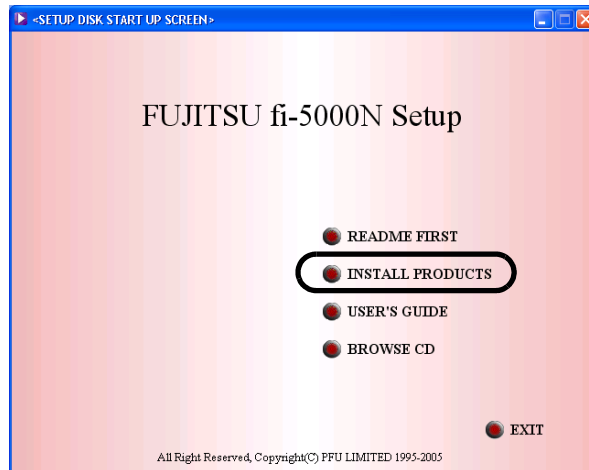 <SETUP DISK START UP SCREEN>
FUJITSU fi-5000N Setup
README FIRST
INSTALL PRODUCTS
USER'S GUIDE
BROWSE CD
EXIT
All Right Reserved, Copyright(C) PFU LIMITED 1995-2005